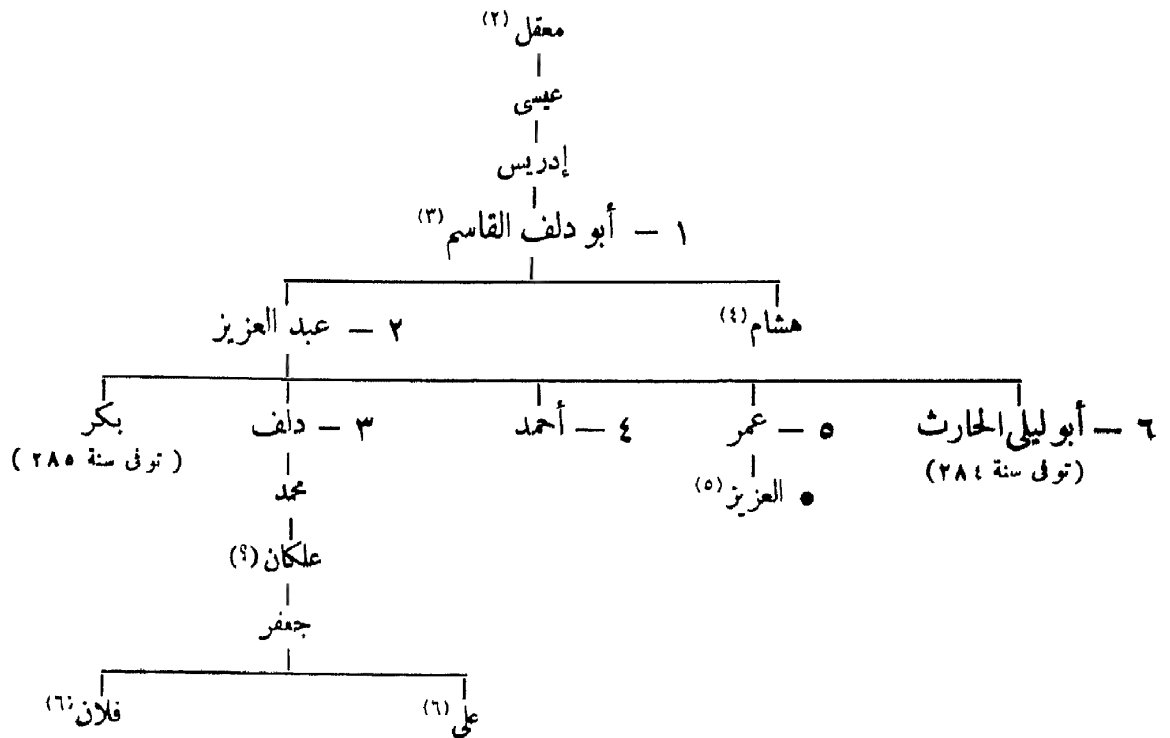 معقل (٢)
عيسى
إدريس
١ — أبو دلف القاسم (٣)
هشام (٤) ٢ — عبد العزيز
٦ — أبو ليلى الحارث ٥ — عمر ٤ — أحمد ٣ — دلف بكر
(توفى سنة ٢٨٤) (توفى سنة ٢٨٥)
● العزيز (٥) محمد
علكان (؟)
جعفر
على (٦) فلان (٦)